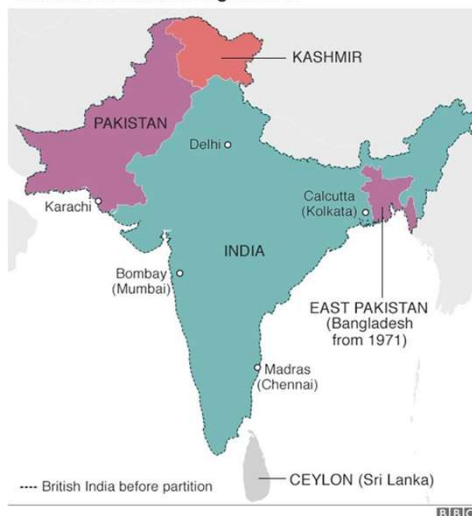 KASHMIR
PAKISTAN
Delhi
Karachi
Calcutta
(Kolkata)
INDIA
Bombay
(Mumbai)
EAST PAKISTAN
(Bangladesh
from 1971)
Madras
(Chennai)
CEYLON (Sri Lanka)
---- British India before partition
BBC